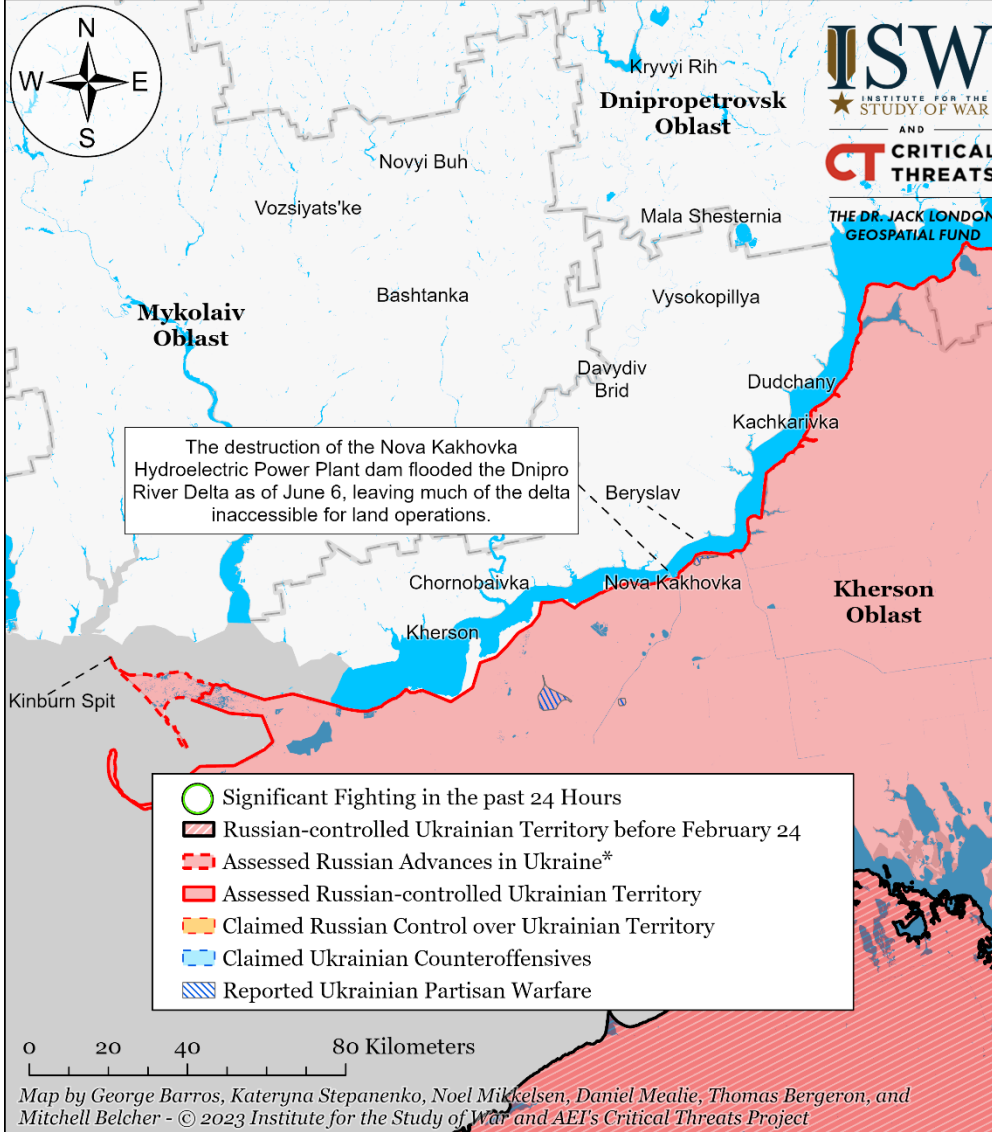 N
W
E
S
ISW
INSTITUTE FOR THE
STUDY OF WAR
AND
CT CRITICAL
THREATS
THE DR. JACK LONDON
GEOSPATIAL FUND
Kryvyi Rih
Dnipropetrovsk
Oblast
Novyi Buh
Vozsiyats'ke
Mala Shesternia
Bashtanka
Vysokopillya
Mykolaiv
Oblast
Davydiv
Brid
Dudchany
Kachkarivka
The destruction of the Nova Kakhovka
Hydroelectric Power Plant dam flooded the Dnipro
River Delta as of June 6, leaving much of the delta
inaccessible for land operations.
Beryslav
Chornobaivka
Nova Kakhovka
Kherson
Oblast
Kherson
Kinburn Spit
Significant Fighting in the past 24 Hours
Russian-controlled Ukrainian Territory before February 24
Assessed Russian Advances in Ukraine*
Assessed Russian-controlled Ukrainian Territory
Claimed Russian Control over Ukrainian Territory
Claimed Ukrainian Counteroffensives
Reported Ukrainian Partisan Warfare
0 20 40 80 Kilometers
Map by George Barros, Kateryna Stepanenko, Noel Mikkelsen, Daniel Mealie, Thomas Bergeron, and
Mitchell Belcher - © 2023 Institute for the Study of War and AEI's Critical Threats Project